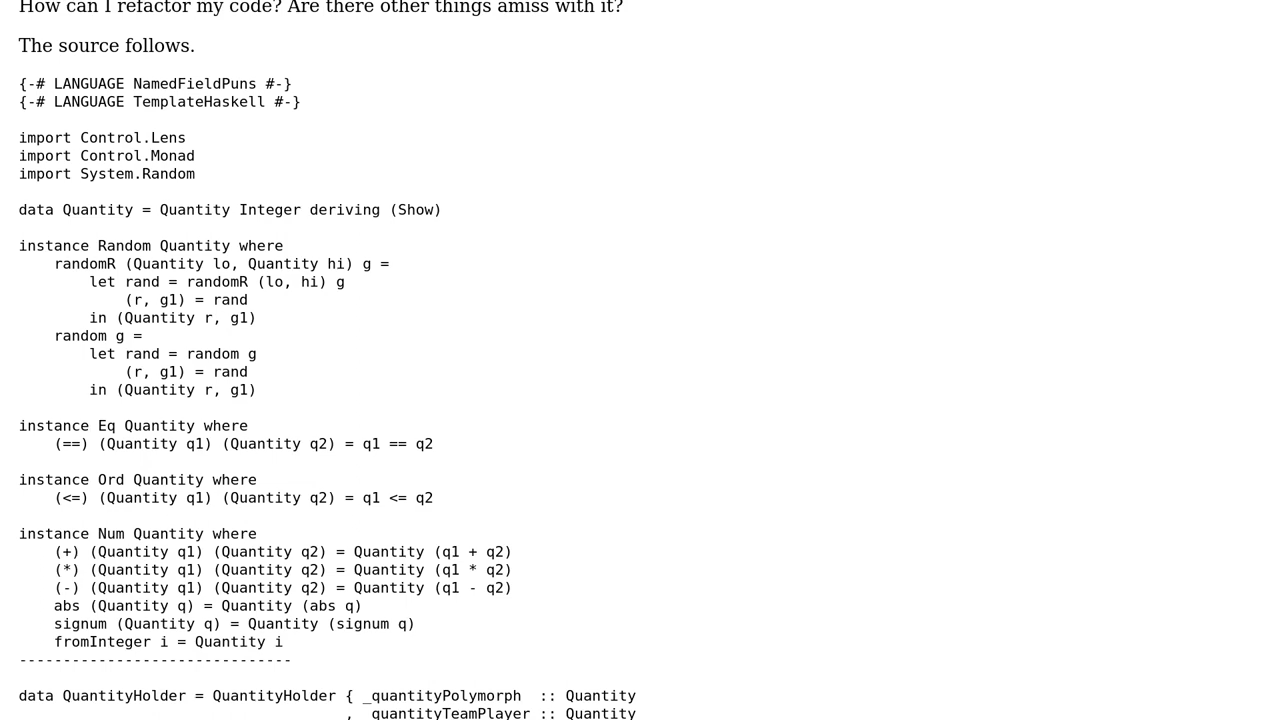 How can I refactor my code? Are there other things amiss with it?
The source follows.
{-# LANGUAGE NamedFieldPuns #-}
{-# LANGUAGE TemplateHaskell #-}
import Control.Lens
import Control.Monad
import System.Random
data Quantity = Quantity Integer deriving (Show)
instance Random Quantity where
    randomR (Quantity lo, Quantity hi) g =
        let rand = randomR (lo, hi) g
            (r, g1) = rand
        in (Quantity r, g1)
    random g =
        let rand = random g
            (r, g1) = rand
        in (Quantity r, g1)
instance Eq Quantity where
    (==) (Quantity q1) (Quantity q2) = q1 == q2
instance Ord Quantity where
    (<=) (Quantity q1) (Quantity q2) = q1 <= q2
instance Num Quantity where
    (+) (Quantity q1) (Quantity q2) = Quantity (q1 + q2)
    (*) (Quantity q1) (Quantity q2) = Quantity (q1 * q2)
    (-) (Quantity q1) (Quantity q2) = Quantity (q1 - q2)
    abs (Quantity q) = Quantity (abs q)
    signum (Quantity q) = Quantity (signum q)
    fromInteger i = Quantity i
-------------------------------
data QuantityHolder = QuantityHolder { _quantityPolymorph  :: Quantity
                                     , _quantityTeamPlayer :: Quantity